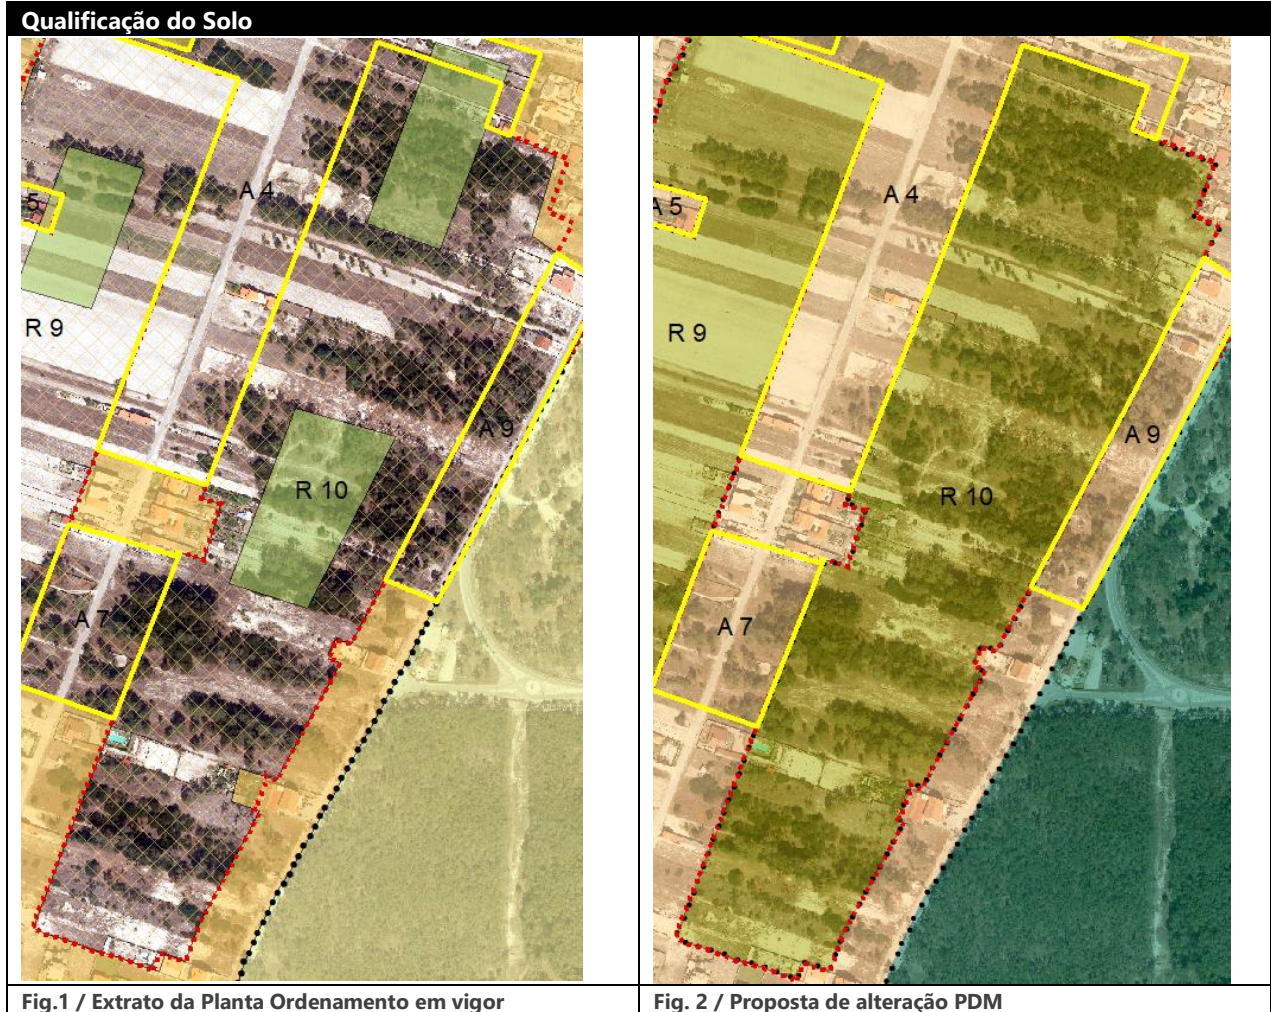 Qualificação do Solo
A 4
5
R 9
A 9
R 10
A 7
Fig.1 / Extrato da Planta Ordenamento em vigor
A 4
A 5
R 9
A 9
R 10
A 7
Fig. 2 / Proposta de alteração PDM